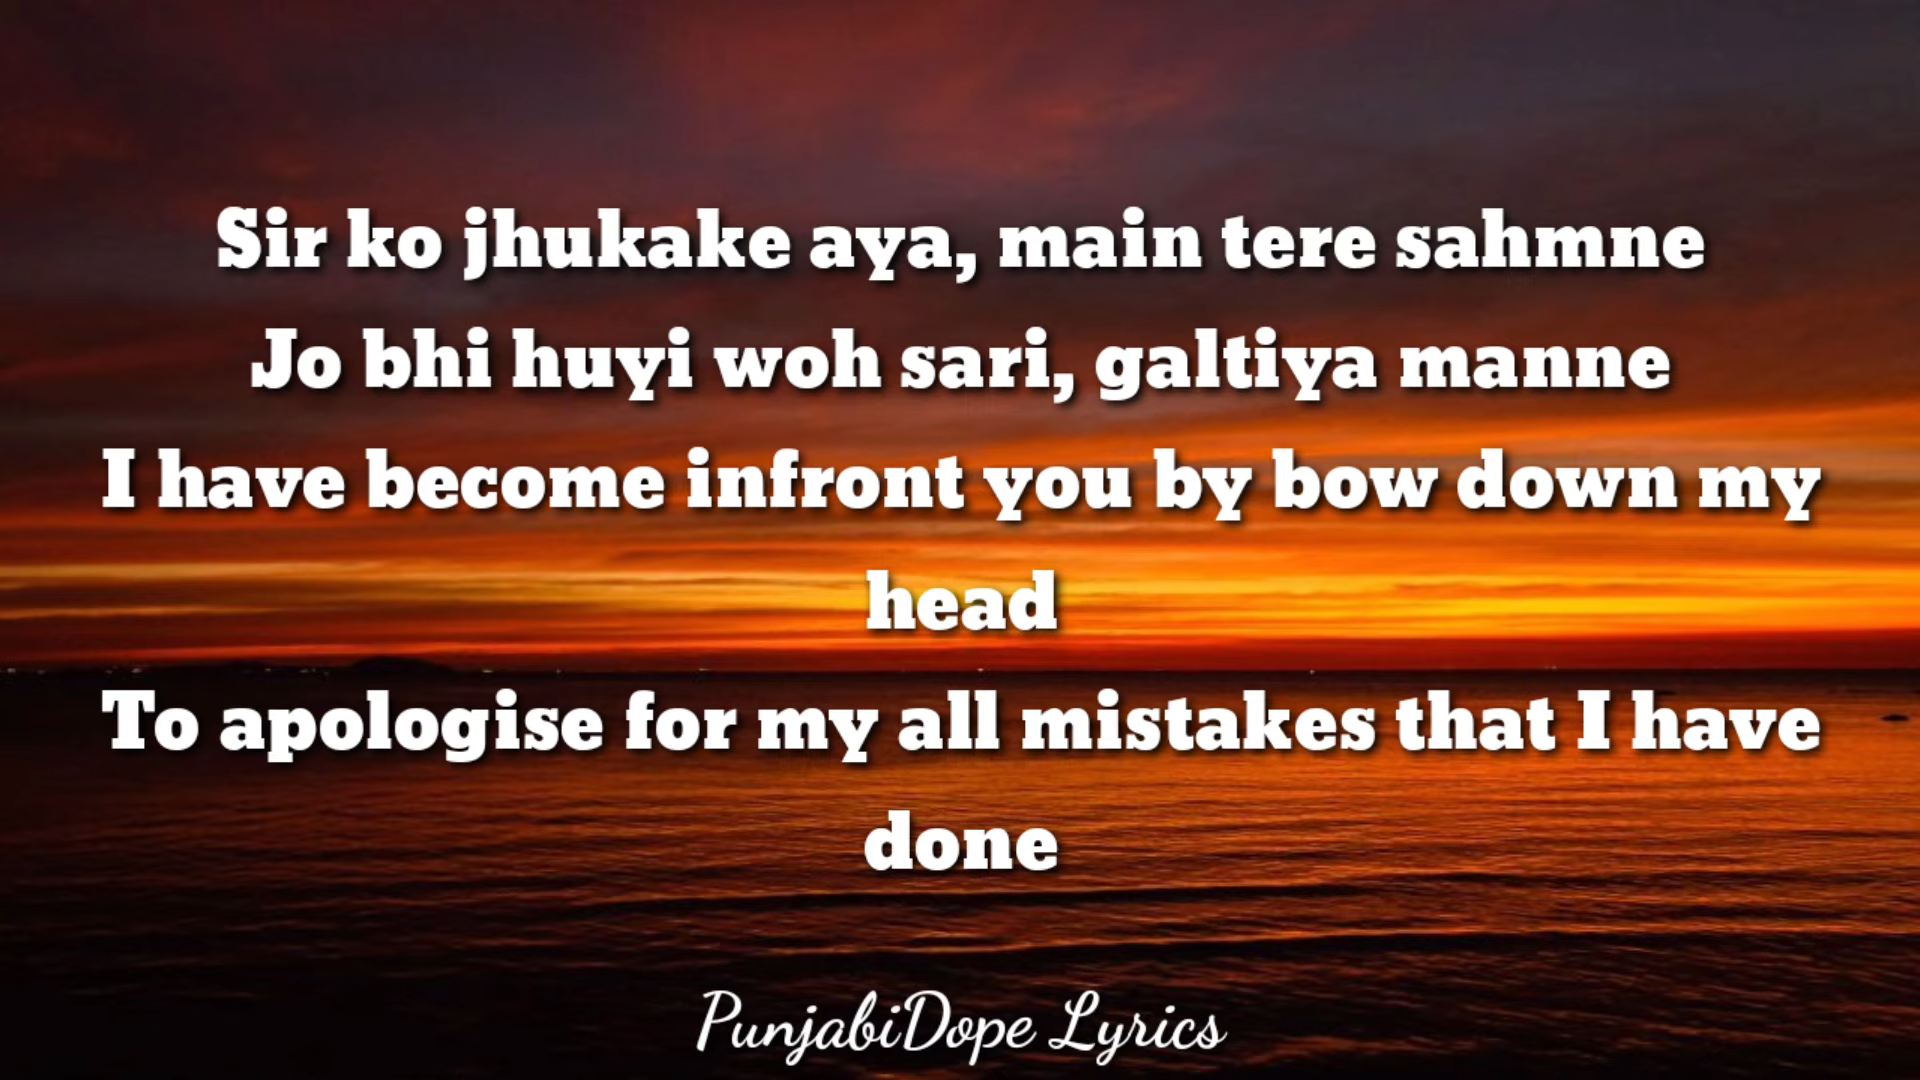 Sir ko jhukake aya, main tere sahmne
Jo bhi huyi woh sari, galtiya manne
I have become infront you by bow down my
head
To apologise for my all mistakes that I have
done
PunjabiDope Lyrics